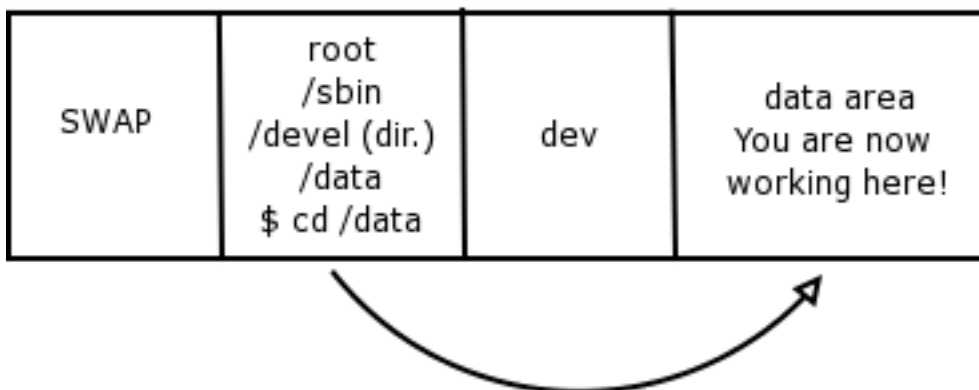 SWAP
root
/sbin
/devel (dir.)
/data
$ cd /data
dev
data area
You are now
working here!